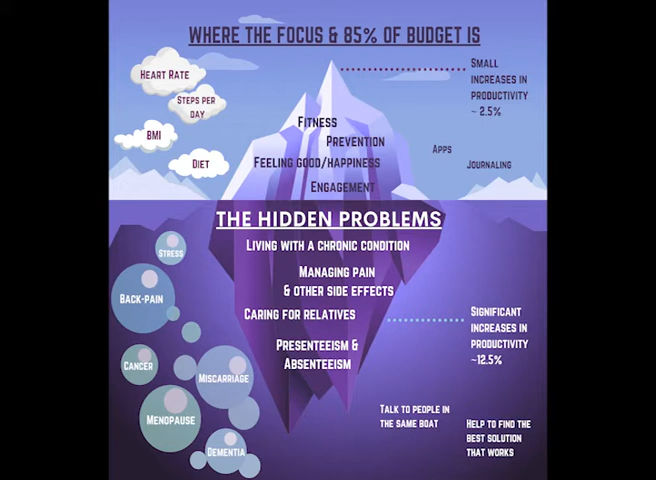 WHERE THE FOCUS & 85% OF BUDGET IS
HEART RATE
STEPS PER
DAY
BMI
DIET
FITNESS
PREVENTION
FEELING GOOD/HAPPINESS
ENGAGEMENT
APPS
JOURNALING
SMALL
INCREASES IN
PRODUCTIVITY
~ 2.5%
THE HIDDEN PROBLEMS
LIVING WITH A CHRONIC CONDITION
MANAGING PAIN
& OTHER SIDE EFFECTS
CARING FOR RELATIVES
PRESENTEEISM &
ABSENTEEISM
STRESS
BACK-PAIN
CANCER
MISCARRIAGE
MENOPAUSE
DEMENTIA
SIGNIFICANT
INCREASES IN
PRODUCTIVITY
~12.5%
TALK TO PEOPLE IN
THE SAME BOAT
HELP TO FIND THE
BEST SOLUTION
THAT WORKS